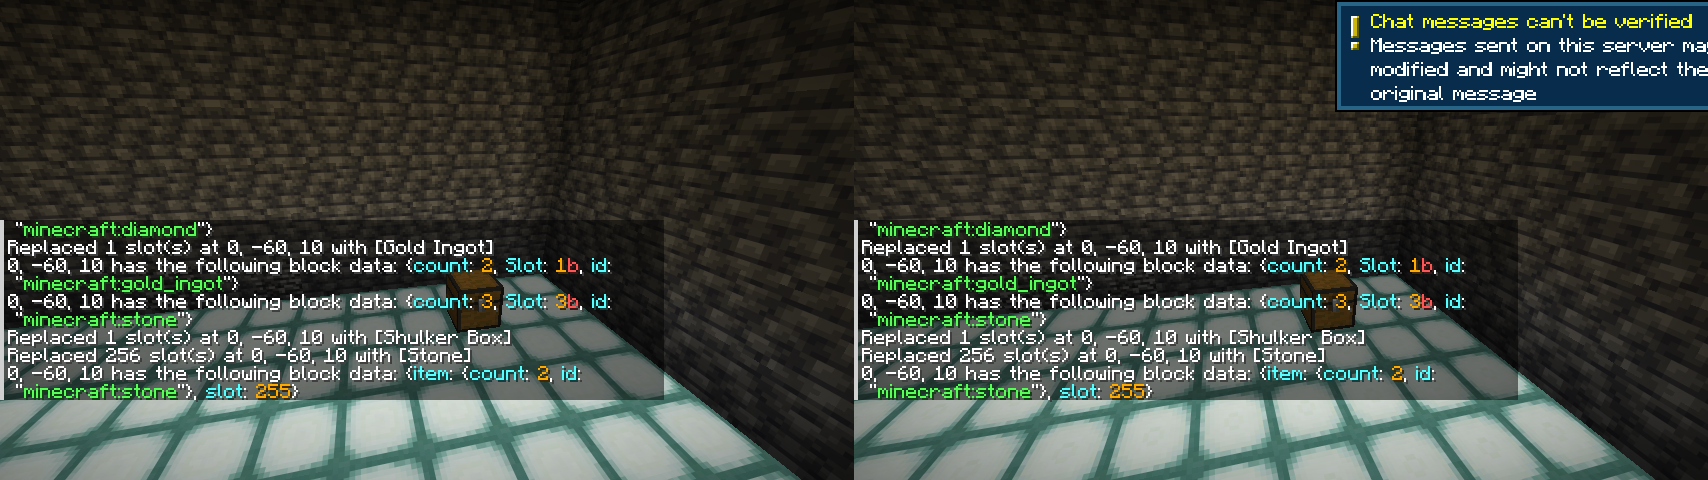 "minecraft:diamond"}
Replaced 1 slot(s) at 0, -60, 10 with [Gold Ingot]
0, -60, 10 has the following block data: {count: 2, Slot: 1b, id:
"minecraft:gold_ingot"}
0, -60, 10 has the following block data: {count: 3, Slot: 3b, id:
"minecraft:stone"}
Replaced 1 slot(s) at 0, -60, 10 with [Shulker Box]
Replaced 256 slot(s) at 0, -60, 10 with [Stone]
0, -60, 10 has the following block data: {item: {count: 2, id:
"minecraft:stone"}, slot: 255}
Chat messages can't be verified
Messages sent on this server ma
modified and might not reflect the
original message
"minecraft:diamond"}
Replaced 1 slot(s) at 0, -60, 10 with [Gold Ingot]
0, -60, 10 has the following block data: {count: 2, Slot: 1b, id:
"minecraft:gold_ingot"}
0, -60, 10 has the following block data: {count: 3, Slot: 3b, id:
"minecraft:stone"}
Replaced 1 slot(s) at 0, -60, 10 with [Shulker Box]
Replaced 256 slot(s) at 0, -60, 10 with [Stone]
0, -60, 10 has the following block data: {item: {count: 2, id:
"minecraft:stone"}, slot: 255}